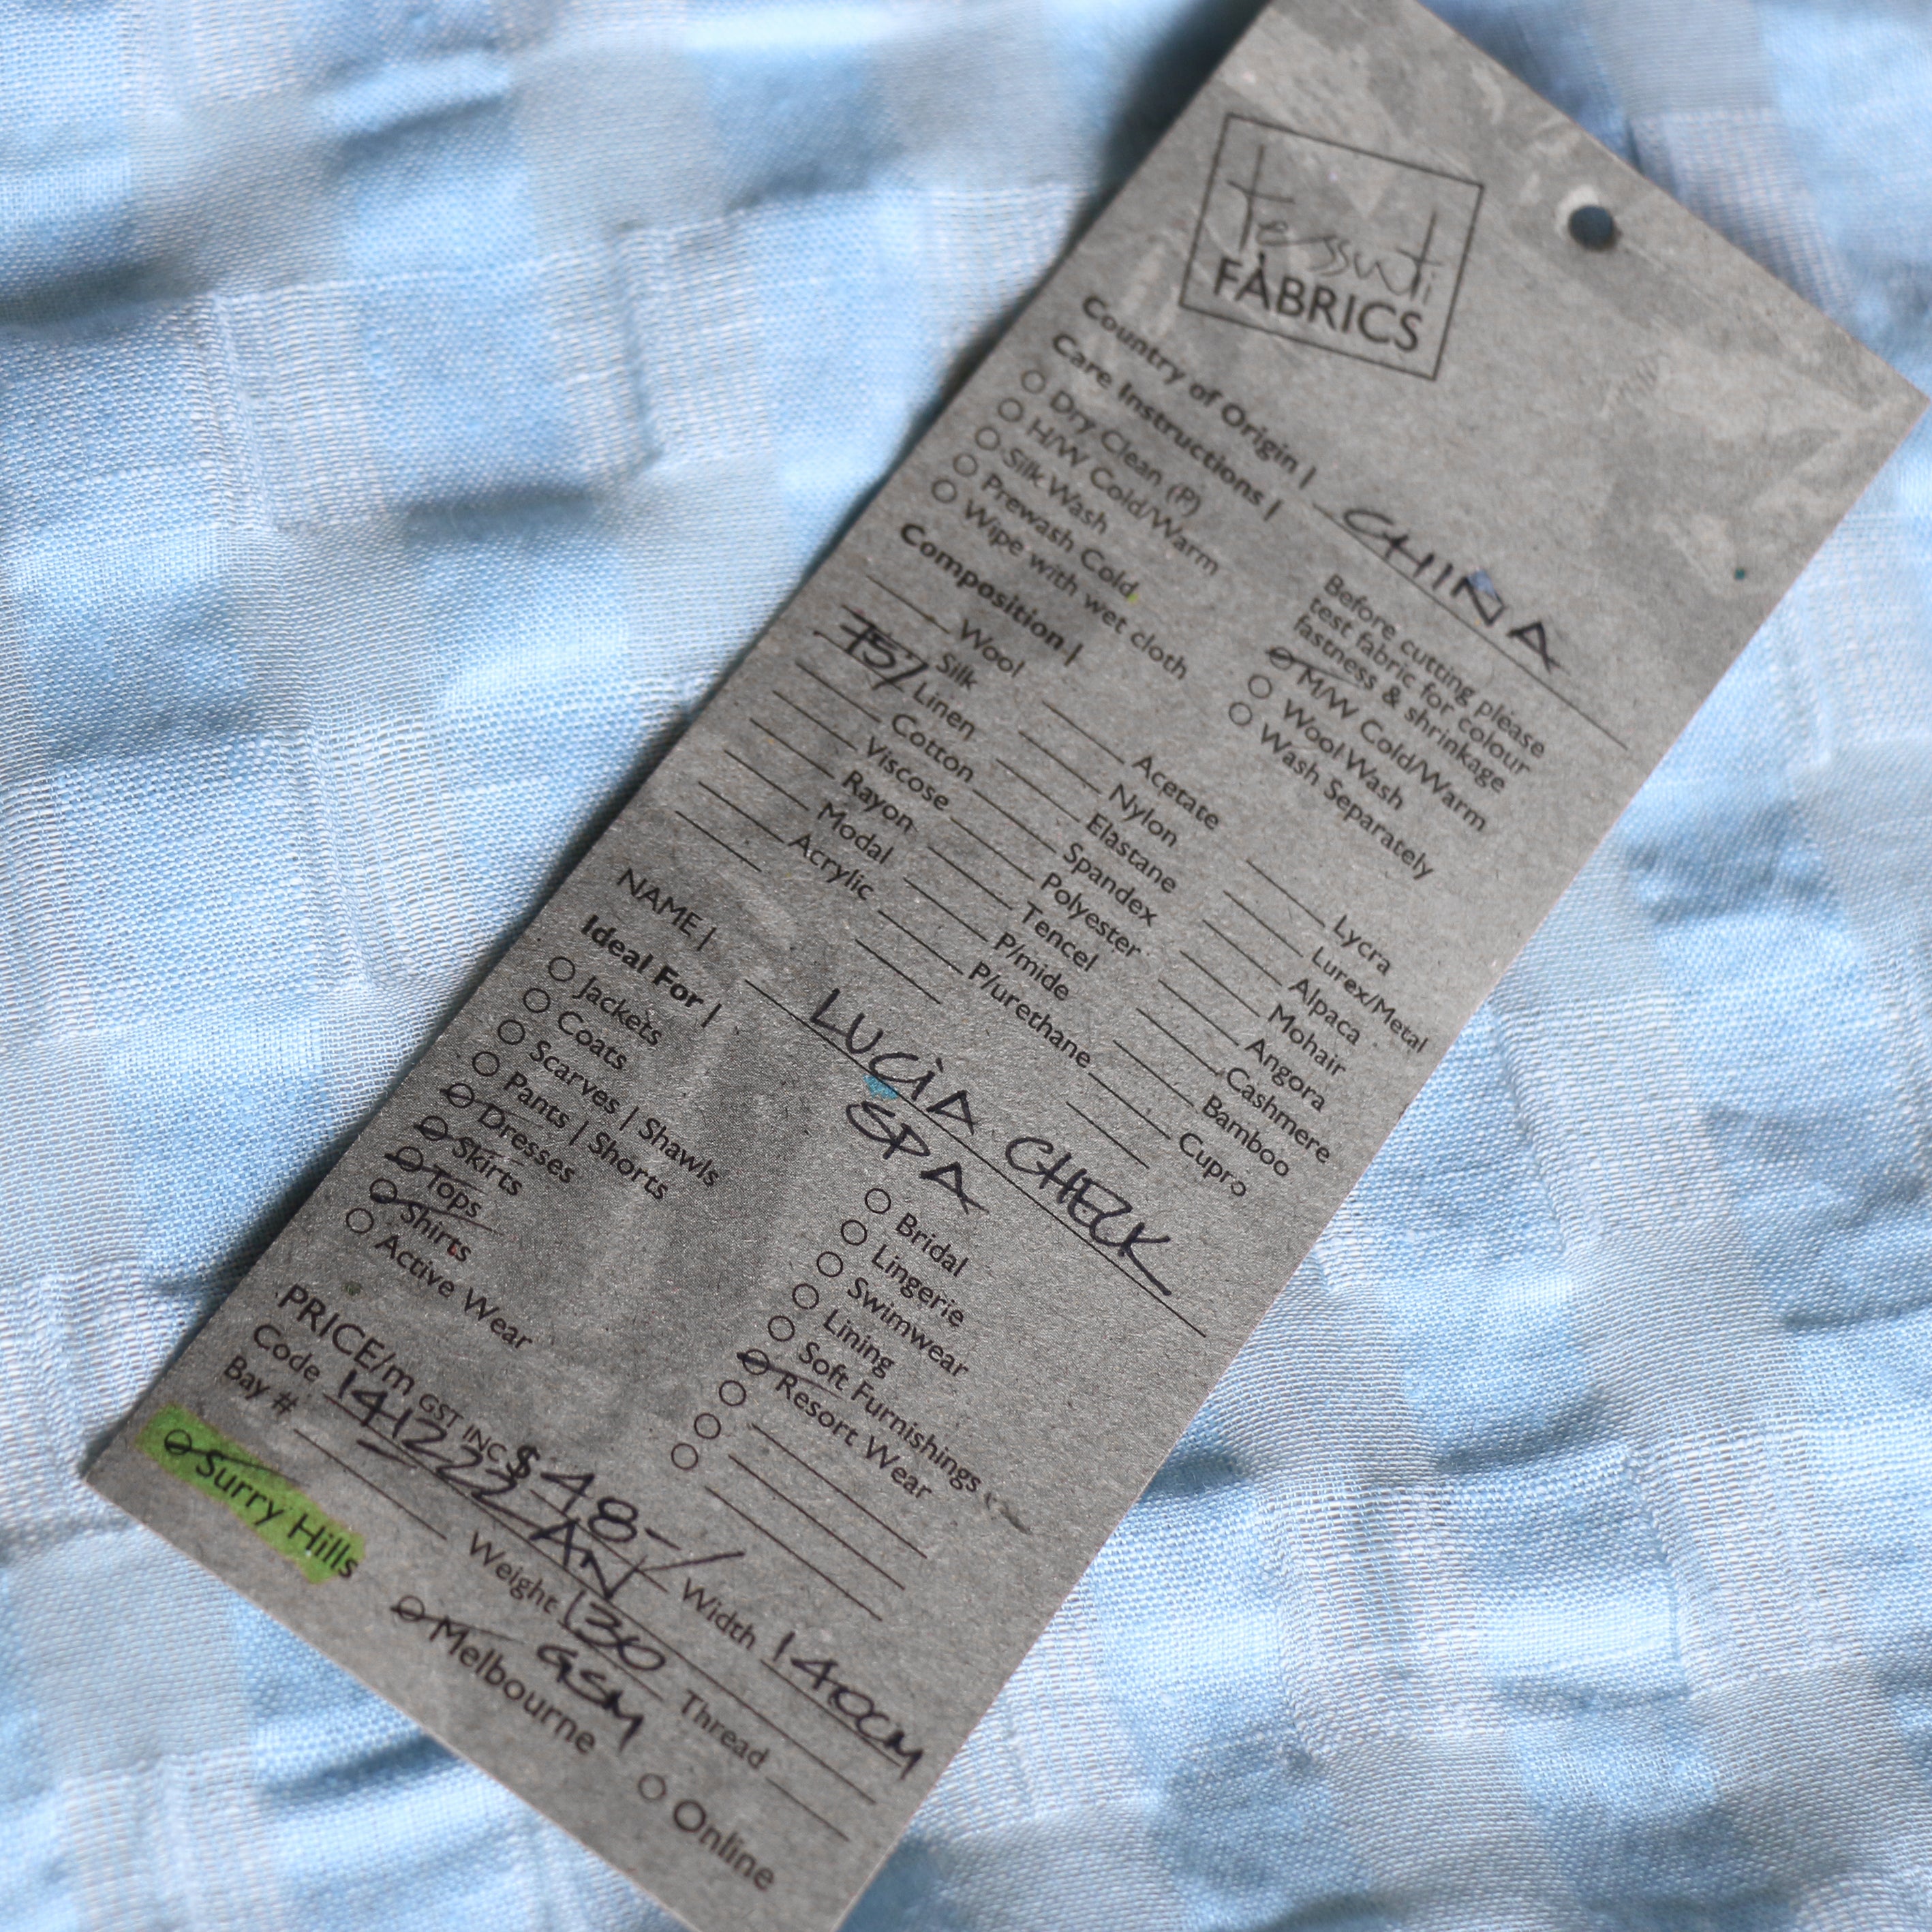 tessuti
FABRICS
Country of Origin | CHINA
Care Instructions |
Before cutting please
test fabric for colour
fastness & shrinkage
Dry Clean (P)
H/W Cold/Warm
Silk Wash
Prewash Cold
Wipe with wet cloth
M/W Cold/Warm
Wool Wash
Wash Separately
Composition |
Wool
Silk
75/ Linen
Cotton
Viscose
Rayon
Modal
Acrylic
Acetate
Nylon
Elastane
Spandex
Polyester
Tencel
P/mide
P/urethane
Lycra
Lurex/Metal
Alpaca
Mohair
Angora
Cashmere
Bamboo
Cupro
NAME | LUCIA CHECK
SPA
Ideal For |
Jackets
Coats
Scarves | Shawls
Pants | Shorts
Dresses
Skirts
Tops
Shirts
Active Wear
Bridal
Lingerie
Swimwear
Lining
Soft Furnishings
Resort Wear
PRICE/m GST INC $ 48-/ Width 140CM
Code 141222 AN
Bay # Weight 130 GSM Thread
Surry Hills Melbourne Online